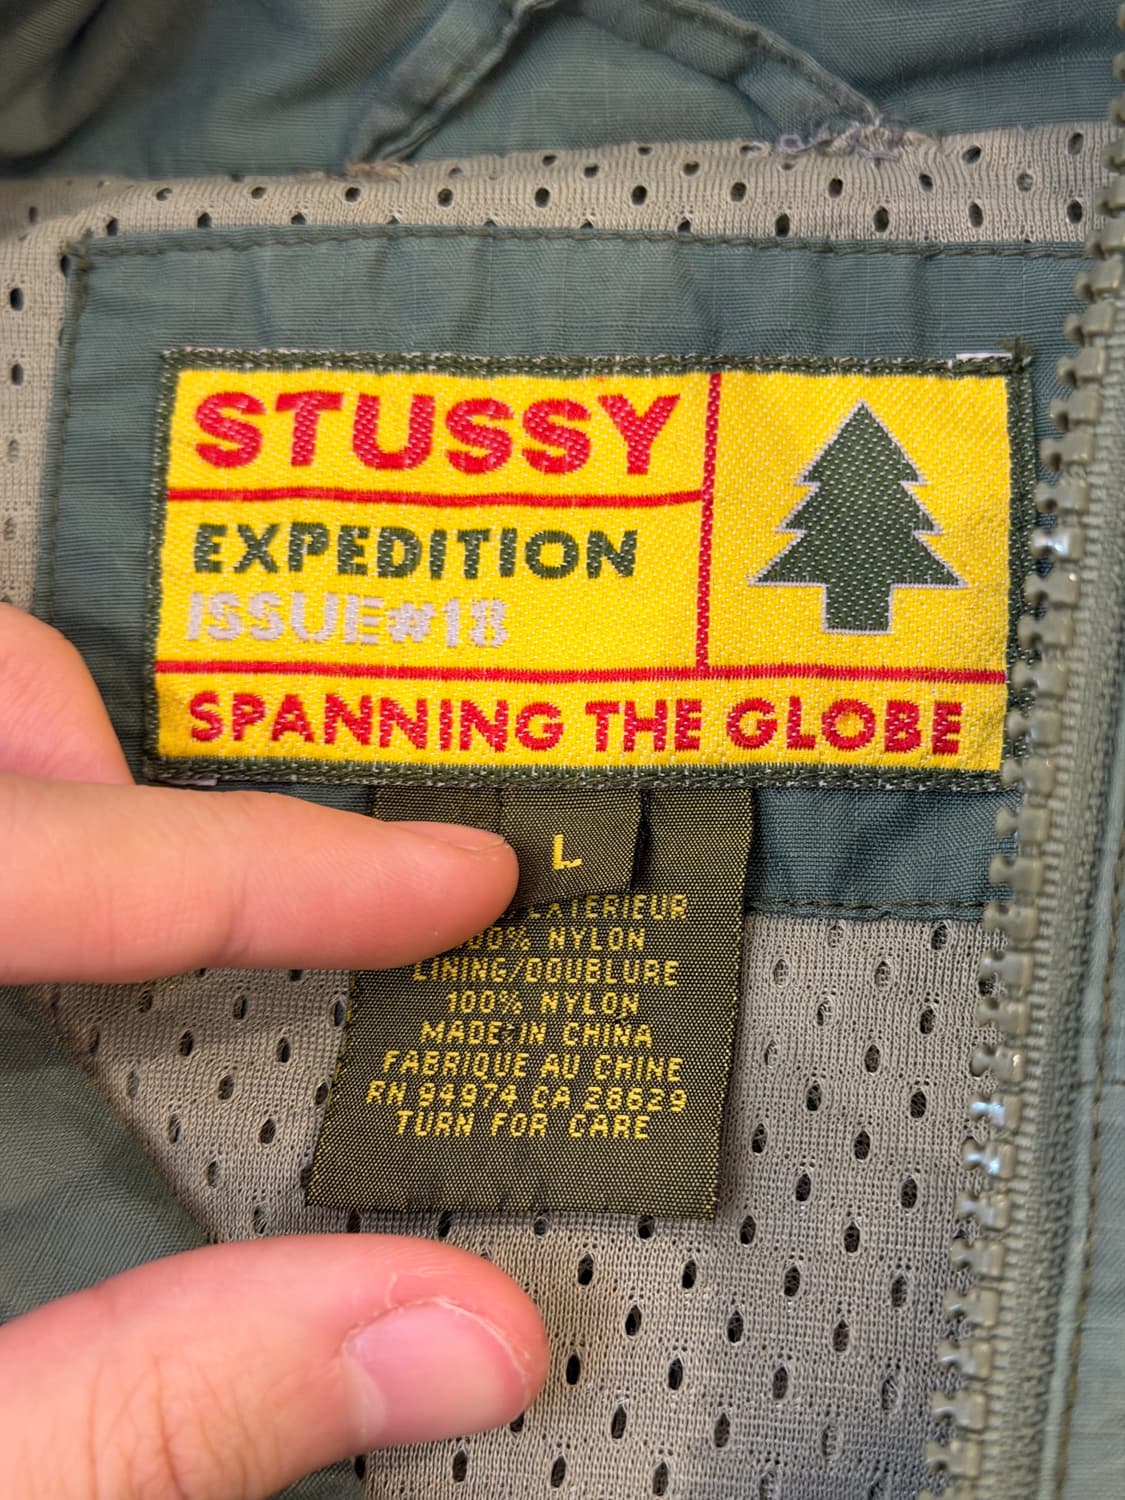 STUSSY
EXPEDITION
ISSUE#18
SPANNING THE GLOBE
L
EXTERIEUR
NYLON
LINING/DOUBLURE
100% NYLON
MADE IN CHINA
FABRIQUE AU CHINE
RN 94974 CA 28629
TURN FOR CARE